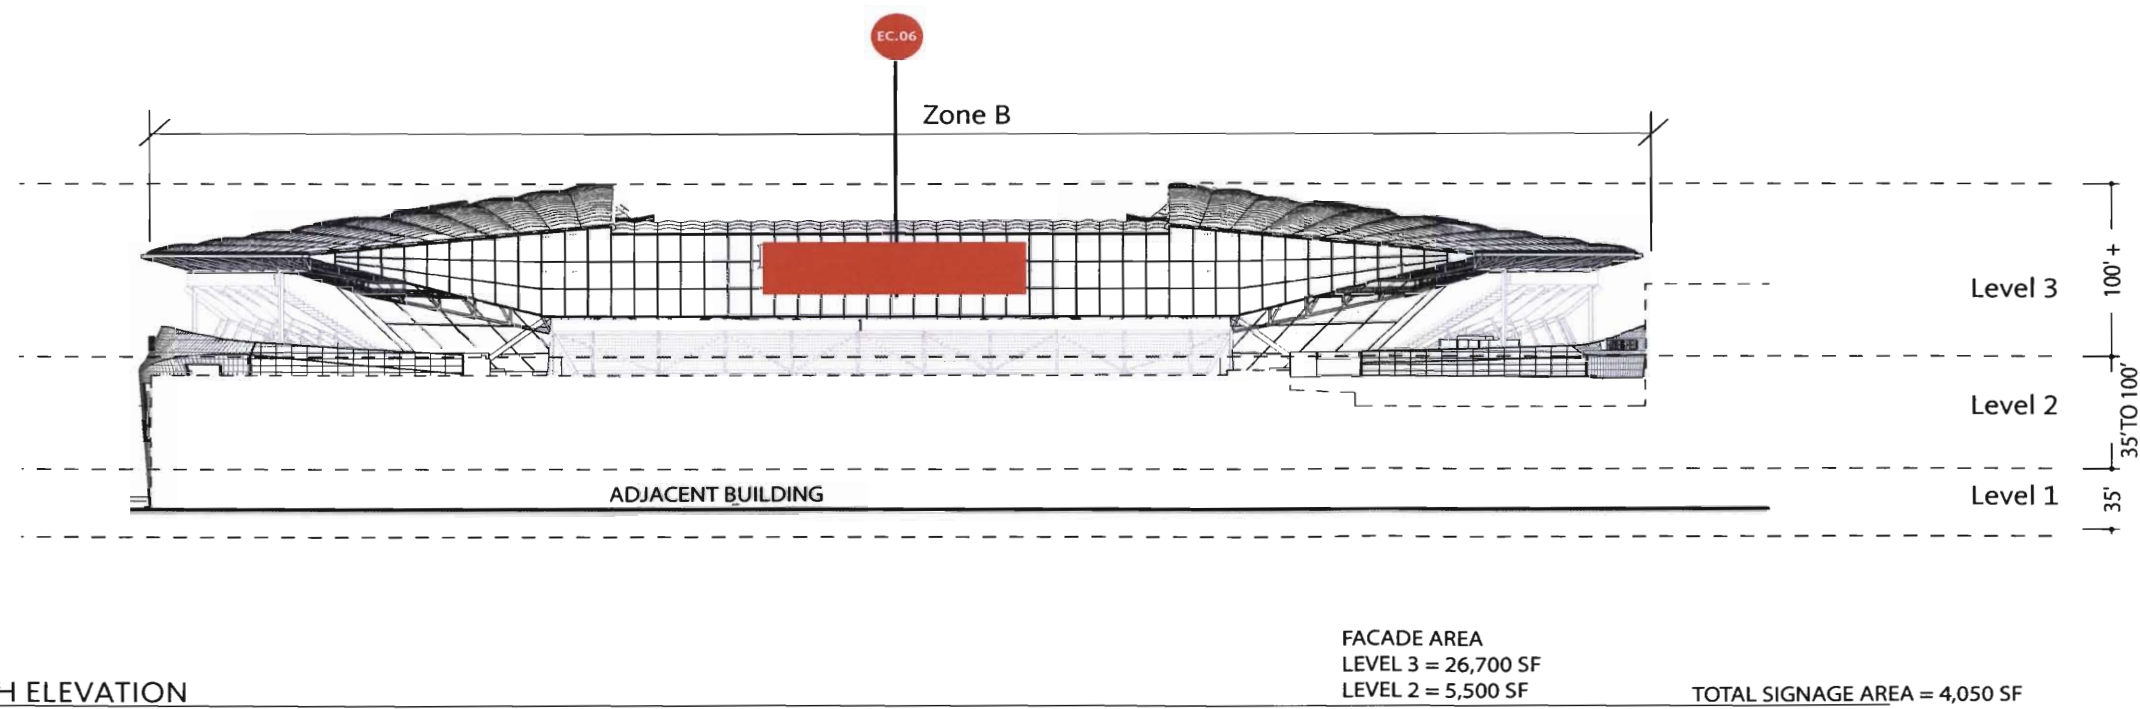 EC.06
Zone B
Level 3
100' +
Level 2
35' TO 100'
ADJACENT BUILDING
Level 1
35'
FACADE AREA
LEVEL 3 = 26,700 SF
LEVEL 2 = 5,500 SF
H ELEVATION
TOTAL SIGNAGE AREA = 4,050 SF